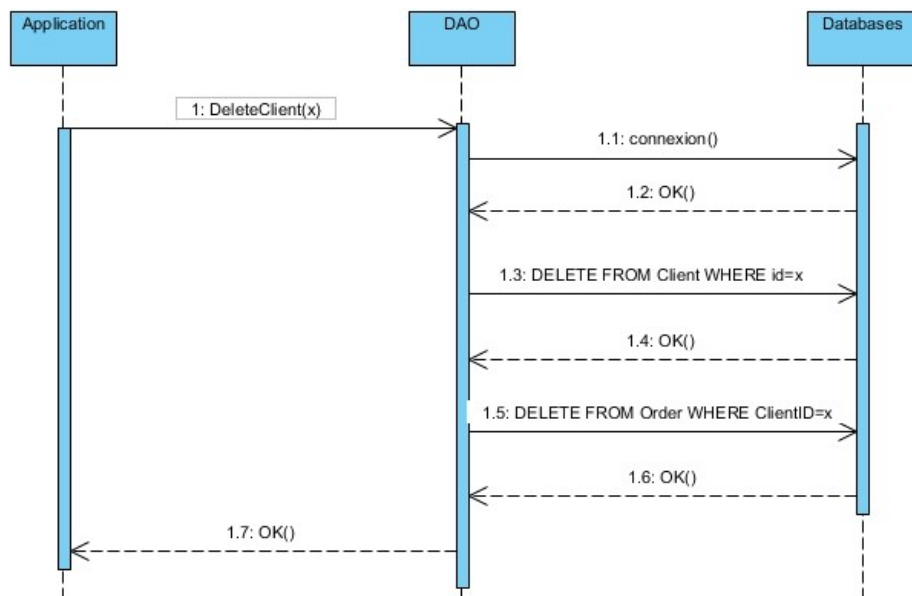 Application
DAO
Databases
1: DeleteClient(x)
1.1: connexion()
1.2: OK()
1.3: DELETE FROM Client WHERE id=x
1.4: OK()
1.5: DELETE FROM Order WHERE ClientID=x
1.6: OK()
1.7: OK()